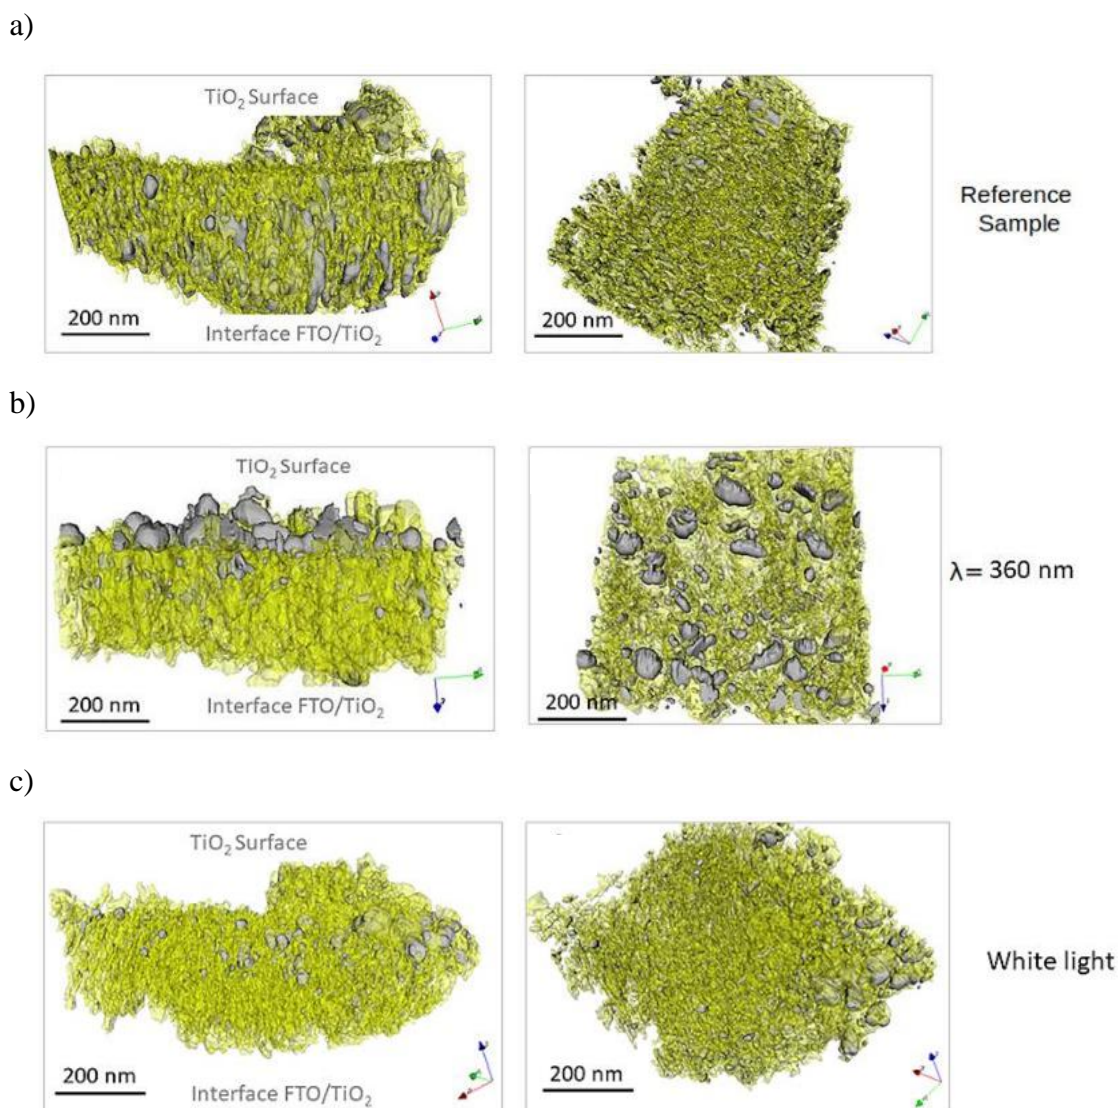 a)
TiO2 Surface
Reference
Sample
200 nm
Interface FTO/TiO2
200 nm
b)
TIO2 Surface
λ= 360 nm
200 nm
Interface FTO/TiO2
200 nm
c)
TiO2 Surface
White light
200 nm
Interface FTO/TiO2
200 nm